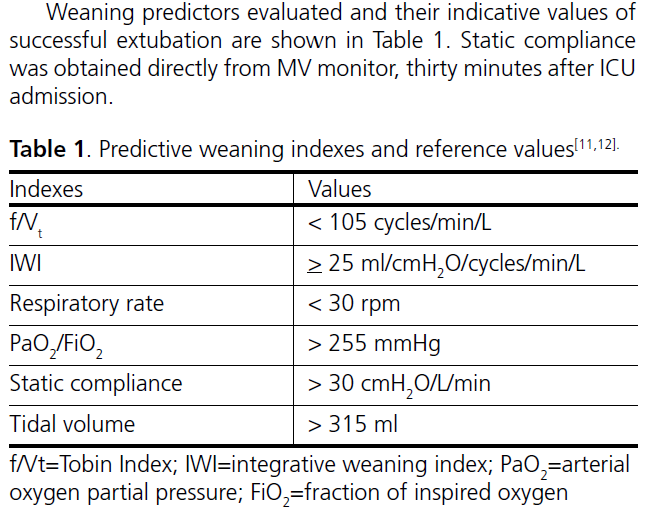 Weaning predictors evaluated and their indicative values of
successful extubation are shown in Table 1. Static compliance
was obtained directly from MV monitor, thirty minutes after ICU
admission.
Table 1. Predictive weaning indexes and reference values[11,12].
Indexes Values
f/Vt < 105 cycles/min/L
IWI ≥ 25 ml/cmH2O/cycles/min/L
Respiratory rate < 30 rpm
PaO2/FiO2 > 255 mmHg
Static compliance > 30 cmH2O/L/min
Tidal volume > 315 ml
f/Vt=Tobin Index; IWI=integrative weaning index; PaO2=arterial
oxygen partial pressure; FiO2=fraction of inspired oxygen